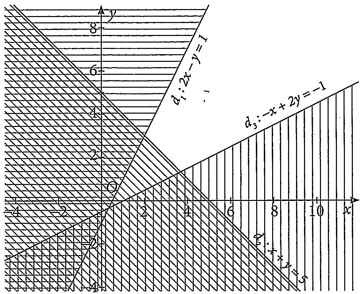 y
8
6
4
2
O
-4
-2
2
4
6
8
10
x
-2
-4
d₁: 2x − y = 1
d₃: −x + 2y = −1
d₂: x + y = 5